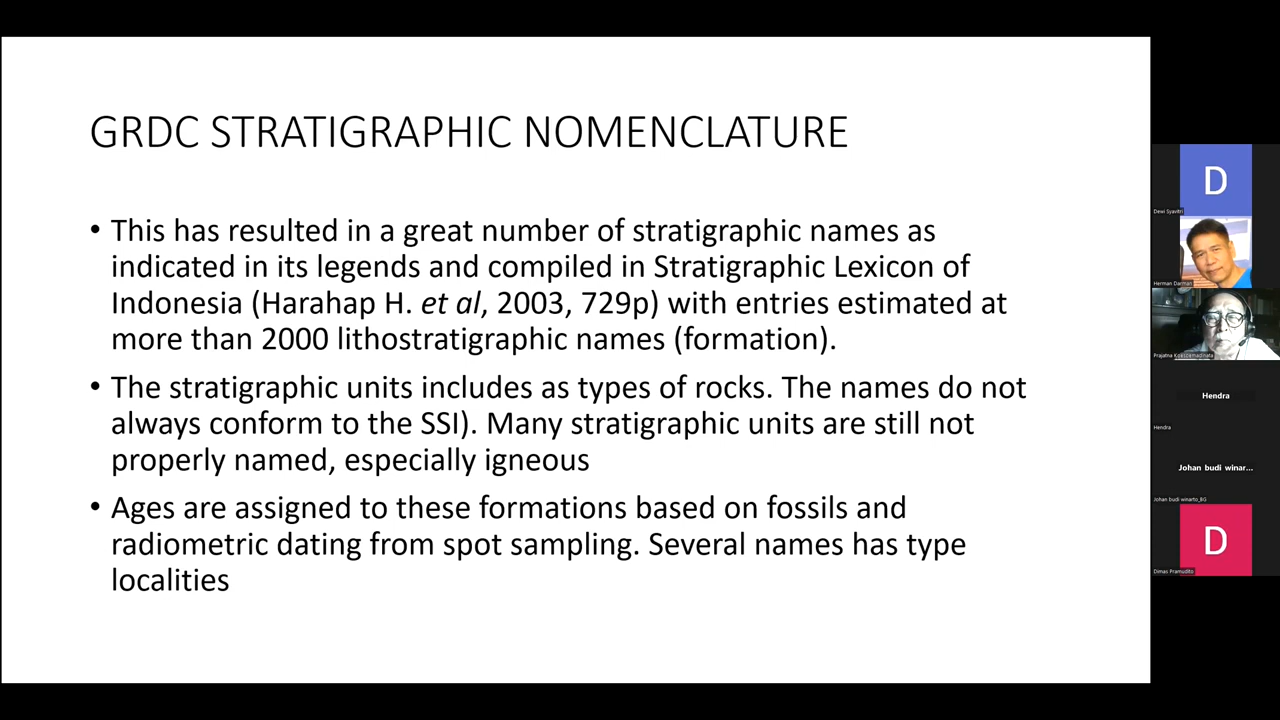 GRDC STRATIGRAPHIC NOMENCLATURE
• This has resulted in a great number of stratigraphic names as
indicated in its legends and compiled in Stratigraphic Lexicon of
Indonesia (Harahap H. et al, 2003, 729p) with entries estimated at
more than 2000 lithostratigraphic names (formation).
• The stratigraphic units includes as types of rocks. The names do not
always conform to the SSI). Many stratigraphic units are still not
properly named, especially igneous
• Ages are assigned to these formations based on fossils and
radiometric dating from spot sampling. Several names has type
localities
D
Dewi Syavitri
Herman Darman
Prajatna Koesoemadinata
Hendra
Hendra
Johan budi winar...
Johan budi winarto_BG
D
Dimas Pramudito